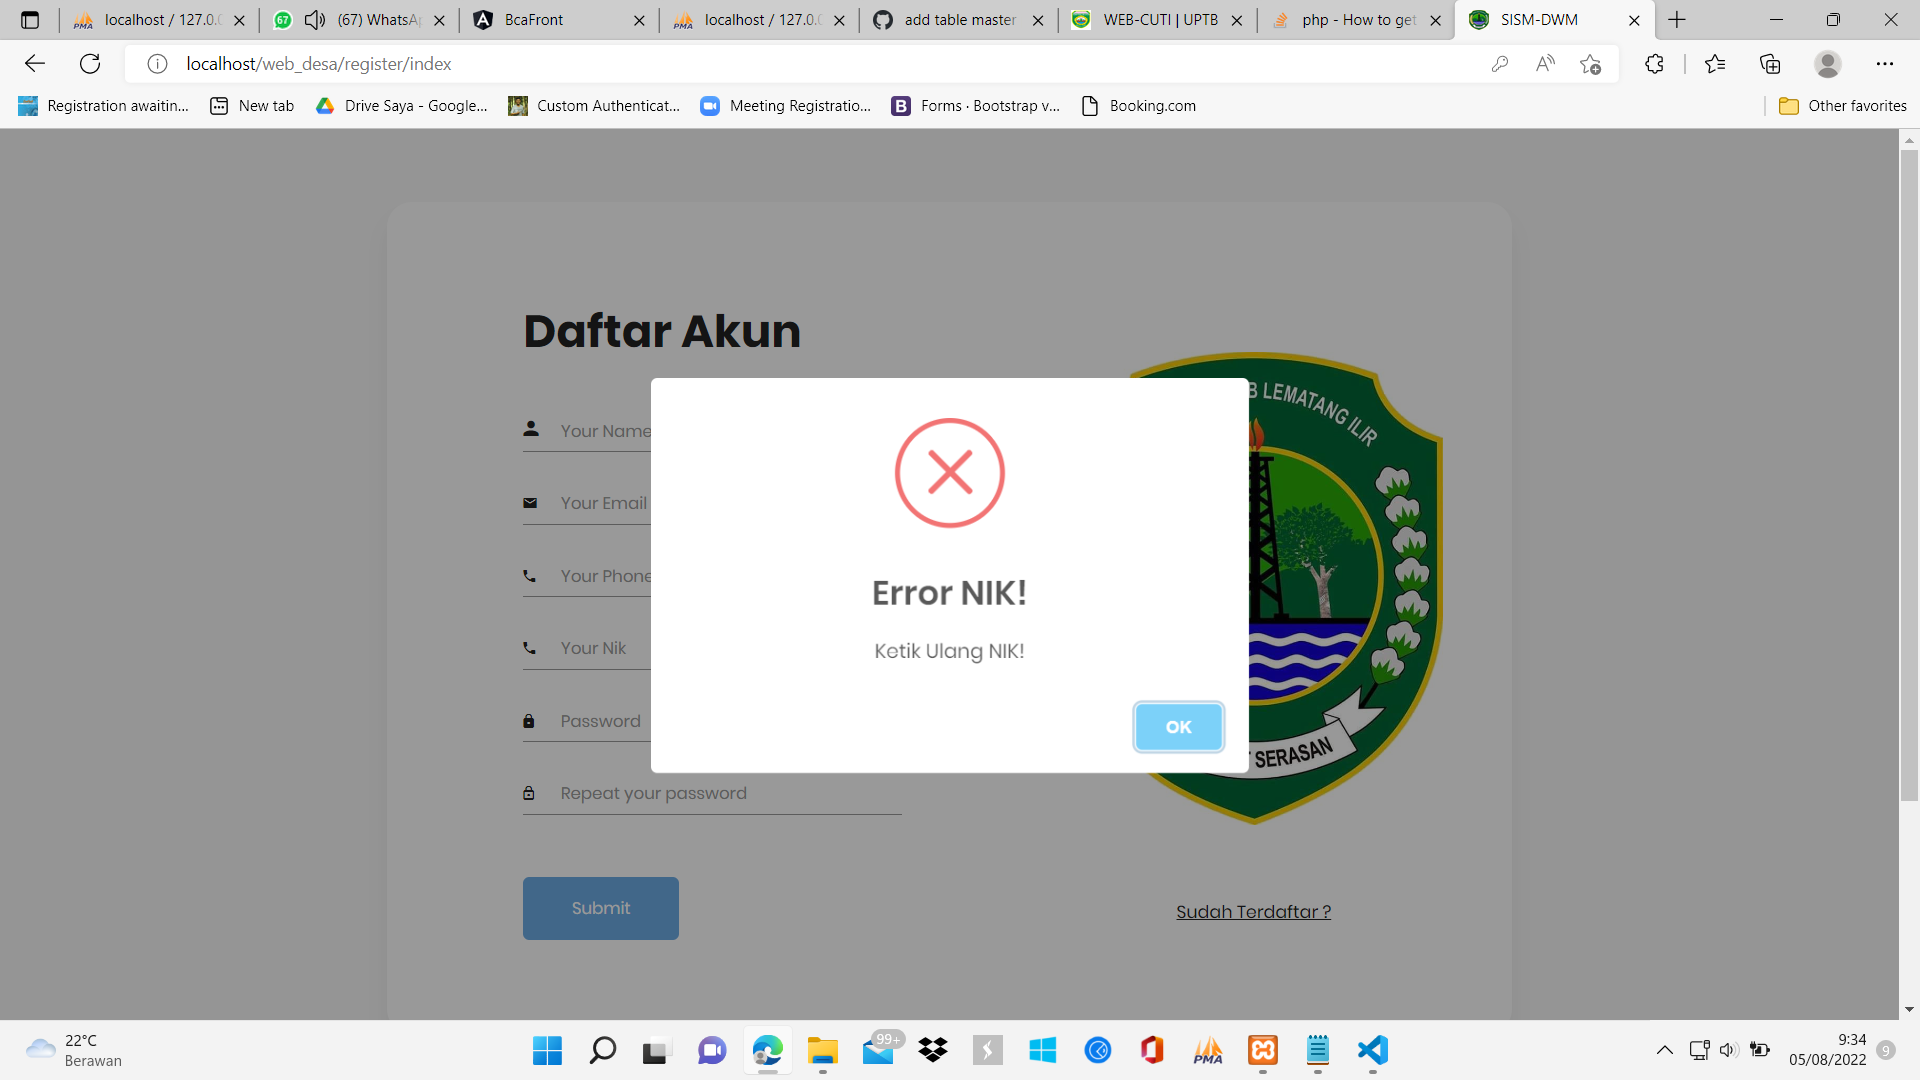 localhost / 127.0.0
(67) WhatsAp
BcaFront
localhost / 127.0.0
add table master
WEB-CUTI | UPTB
php - How to get
SISM-DWM
localhost/web_desa/register/index
Registration awaitin...
New tab
Drive Saya - Google...
Custom Authenticat...
Meeting Registratio...
Forms · Bootstrap v...
Booking.com
Other favorites
Daftar Akun
Your Name
Your Email
Your Phone
Your Nik
Password
Repeat your password
Submit
Error NIK!
Ketik Ulang NIK!
OK
B LEMATANG ILIR
SERASAN
Sudah Terdaftar ?
22°C
Berawan
99+
9:34
05/08/2022
9